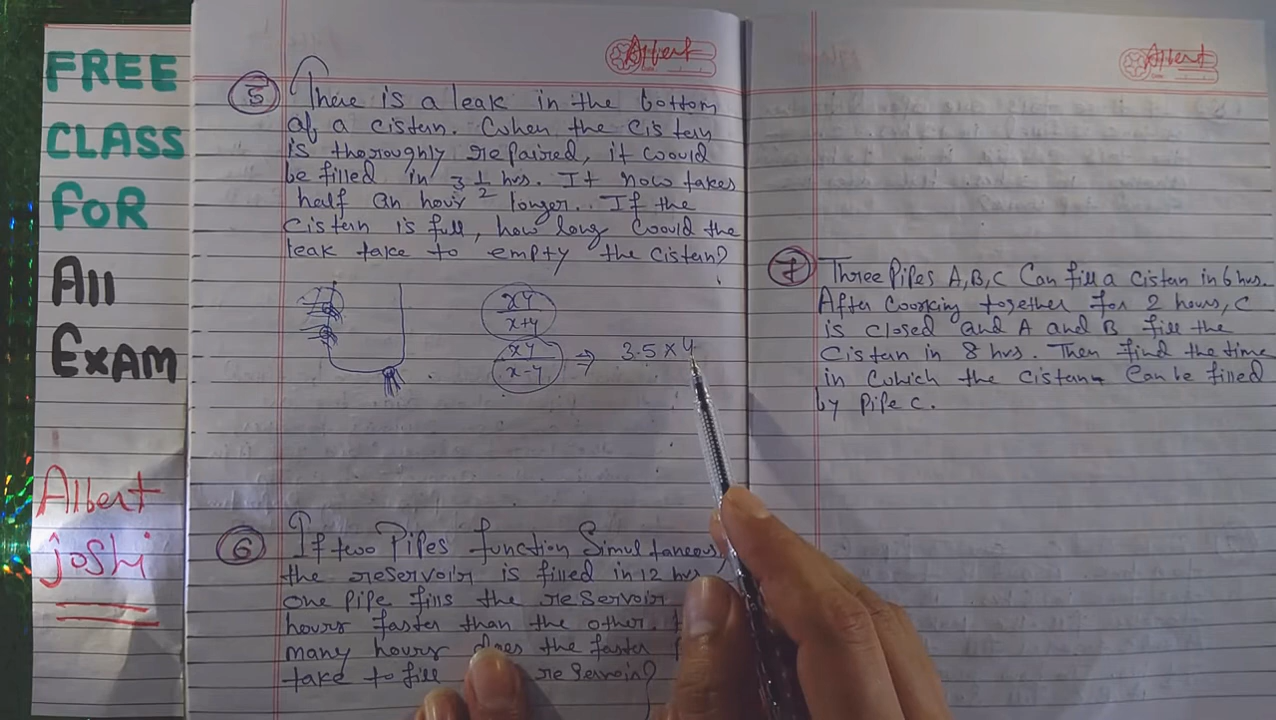 FREE
CLASS
FOR
All
ExAM
Albert
joshi
Albert
5 There is a leak in the bottom
of a cistern. When the cistern
is thoroughly repaired, it would
be filled in 3 1/2 hrs. It now takes
half an hour longer. If the
cistern is full, how long would the
leak take to empty the cistern?
xy
x+y
xy
x-y
⇒ 3.5 × 4
6 If two Pipes function Simultaneous
the reservoir is filled in 12 hrs
one pipe fills the reservoir
hours faster than the other.
many hours does the faster
take to fill reservoir?
Albert
7 Three Pipes A, B, C Can fill a cistern in 6 hrs.
After working together for 2 hours, C
is closed and A and B fill the
cistern in 8 hrs. Then find the time
in which the cistern Can be filled
by Pipe C.